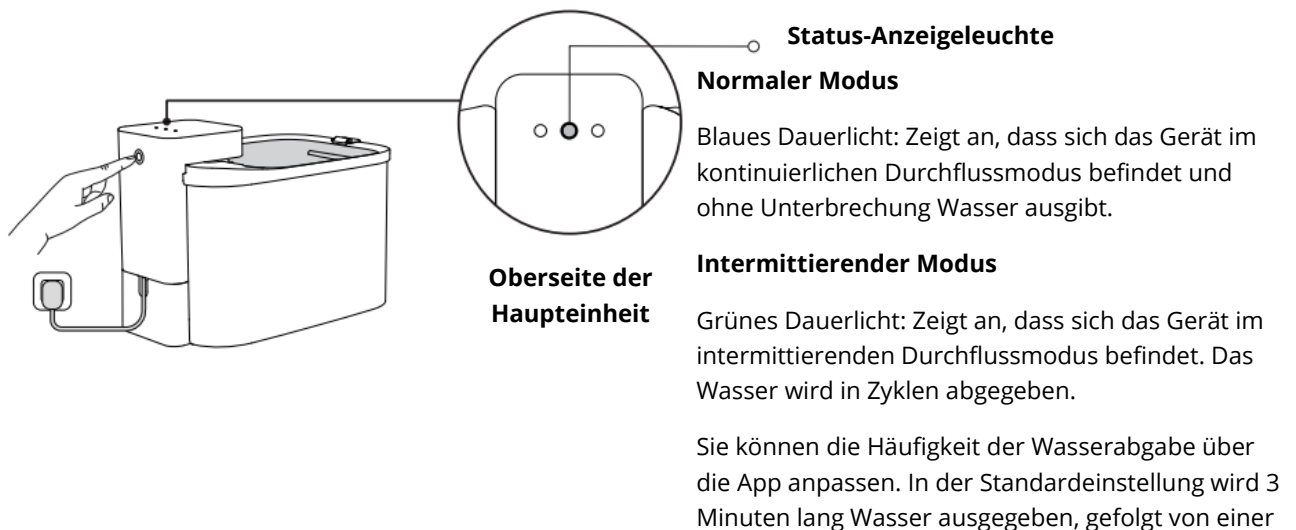 Status-Anzeigeleuchte
Normaler Modus
Blaues Dauerlicht: Zeigt an, dass sich das Gerät im
kontinuierlichen Durchflussmodus befindet und
ohne Unterbrechung Wasser ausgibt.
Oberseite der
Haupteinheit
Intermittierender Modus
Grünes Dauerlicht: Zeigt an, dass sich das Gerät im
intermittierenden Durchflussmodus befindet. Das
Wasser wird in Zyklen abgegeben.
Sie können die Häufigkeit der Wasserabgabe über
die App anpassen. In der Standardeinstellung wird 3
Minuten lang Wasser ausgegeben, gefolgt von einer